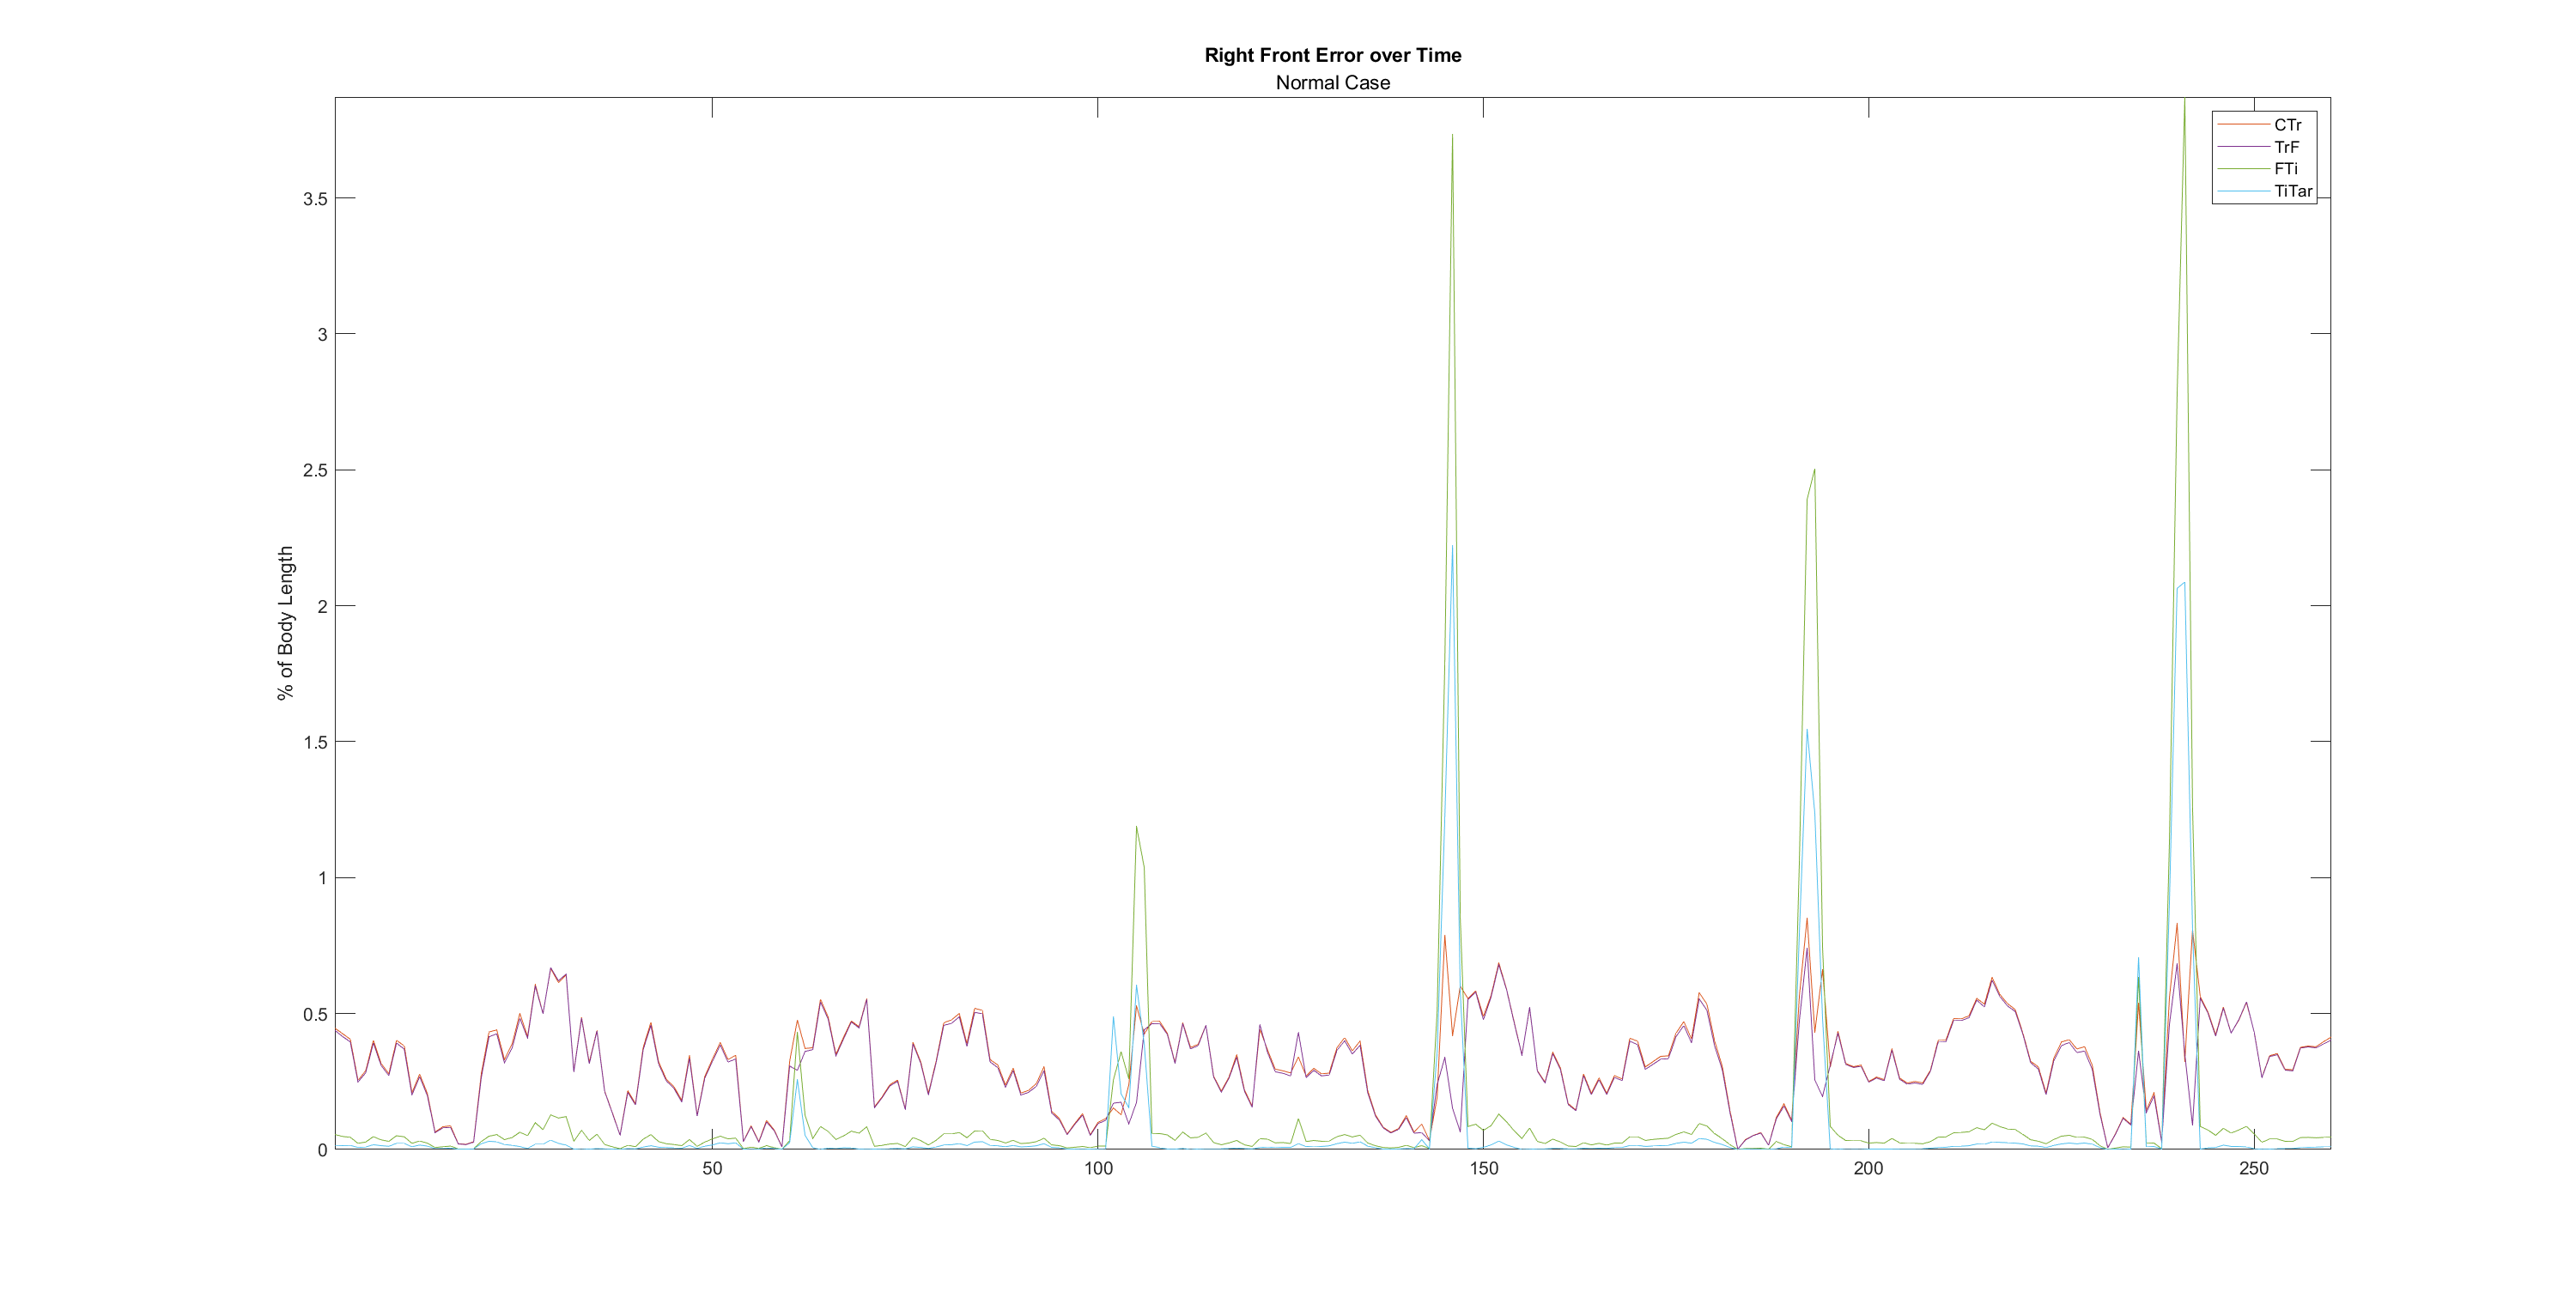 Right Front Error over Time
Normal Case
CTr
TrF
FTi
TiTar
% of Body Length
3.5
3
2.5
2
1.5
1
0.5
0
50
100
150
200
250